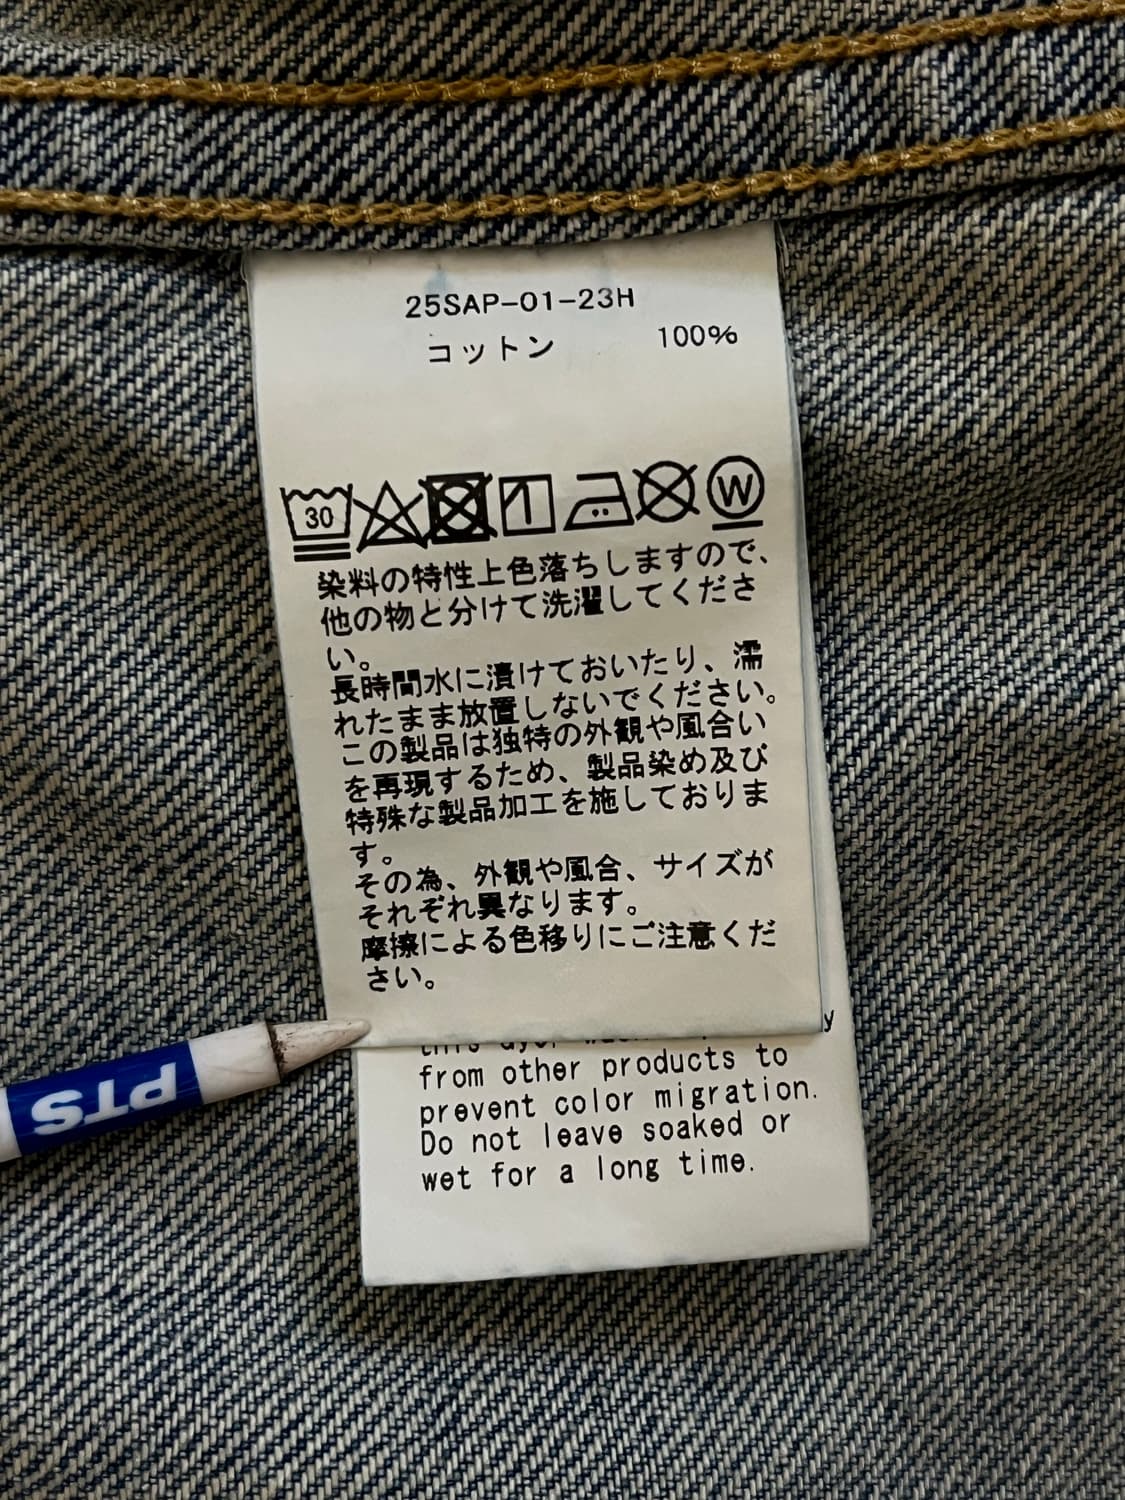 25SAP-01-23H
コットン 100%
30
W
染料の特性上色落ちしますので、
他の物と分けて洗濯してくださ
い。
長時間水に漬けておいたり、濡
れたまま放置しないでください。
この製品は独特の外観や風合い
を再現するため、製品染め及び
特殊な製品加工を施しておりま
す。
その為、外観や風合、サイズが
それぞれ異なります。
摩擦による色移りにご注意くだ
さい。
from other products to
prevent color migration.
Do not leave soaked or
wet for a long time.
PTS